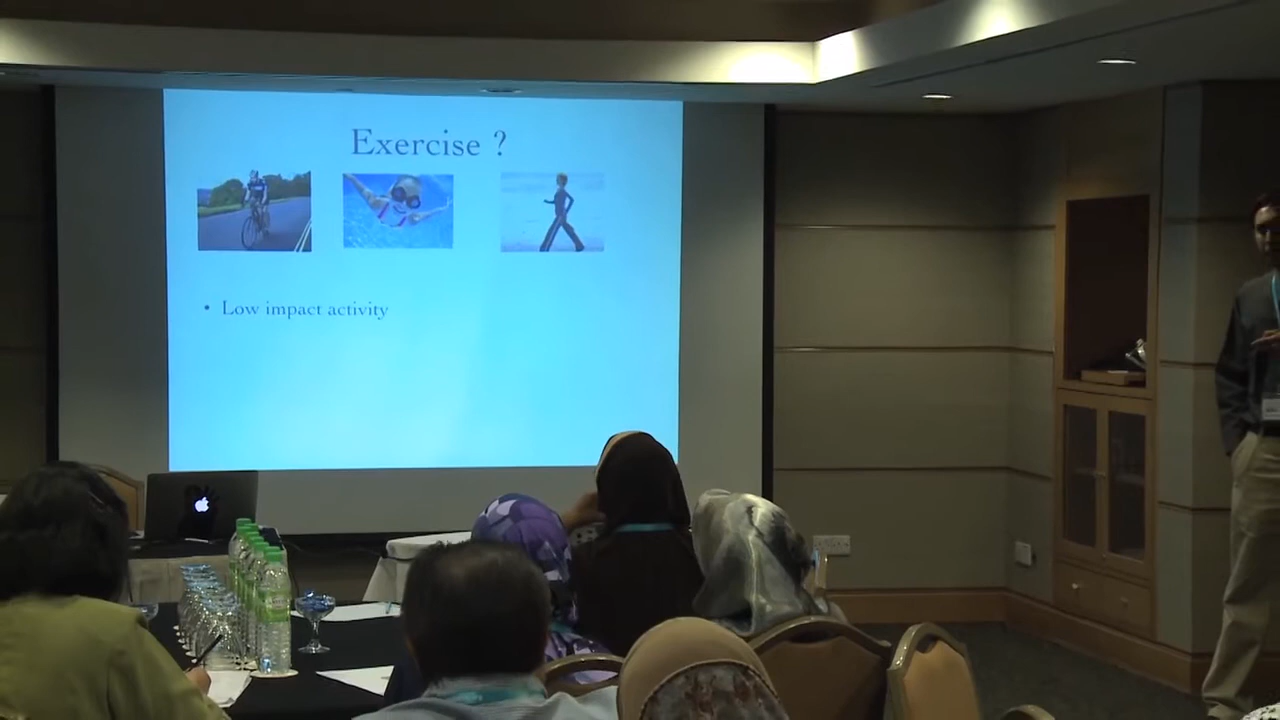 Exercise ?
• Low impact activity